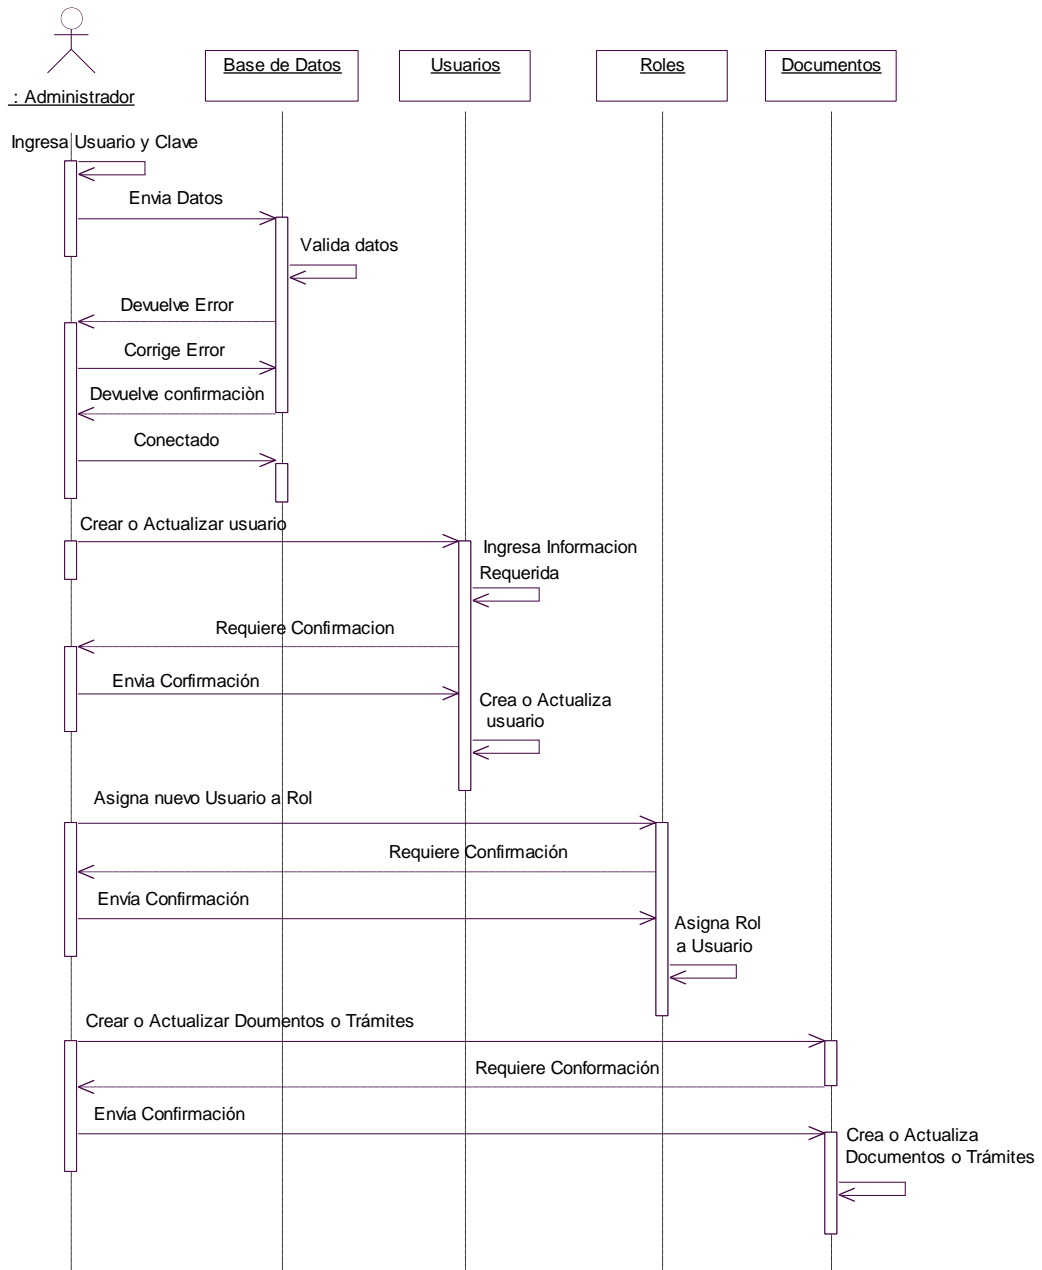 Base de Datos
Usuarios
Roles
Documentos
: Administrador
Ingresa Usuario y Clave
Envia Datos
Valida datos
Devuelve Error
Corrige Error
Devuelve confirmaciòn
Conectado
Crear o Actualizar usuario
Ingresa Informacion
Requerida
Requiere Confirmacion
Envia Corfirmación
Crea o Actualiza
usuario
Asigna nuevo Usuario a Rol
Requiere Confirmación
Envía Confirmación
Asigna Rol
a Usuario
Crear o Actualizar Doumentos o Trámites
Requiere Conformación
Envía Confirmación
Crea o Actualiza
Documentos o Trámites